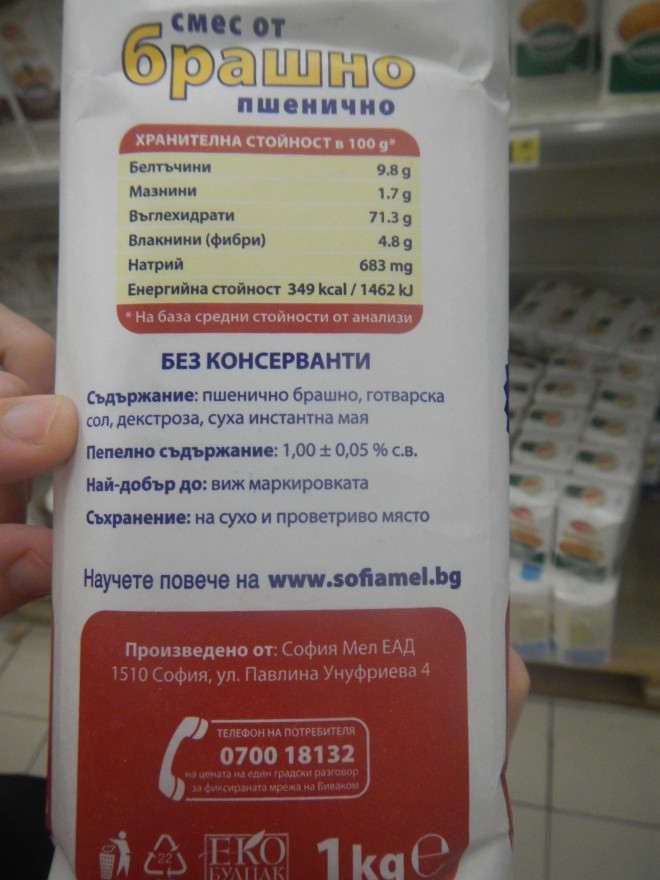 смес от
брашно
пшенично
ХРАНИТЕЛНА СТОЙНОСТ в 100 g*
Белтъчини 9.8 g
Мазнини 1.7 g
Въглехидрати 71.3 g
Влакнини (фибри) 4.8 g
Натрий 683 mg
Енергийна стойност 349 kcal / 1462 kJ
* На база средни стойности от анализи
БЕЗ КОНСЕРВАНТИ
Съдържание: пшенично брашно, готварска
сол, декстроза, суха инстантна мая
Пепелно съдържание: 1,00 ± 0,05 % с.в.
Най-добър до: виж маркировката
Съхранение: на сухо и проветриво място
Научете повече на www.sofiamel.bg
Произведено от: София Мел ЕАД
1510 София, ул. Павлина Унуфриева 4
ТЕЛЕФОН НА ПОТРЕБИТЕЛЯ
0700 18132
на цената на един градски разговор
за фиксираната мрежа на Биваком
22
ЕКО
БУЛПАК
1kg e